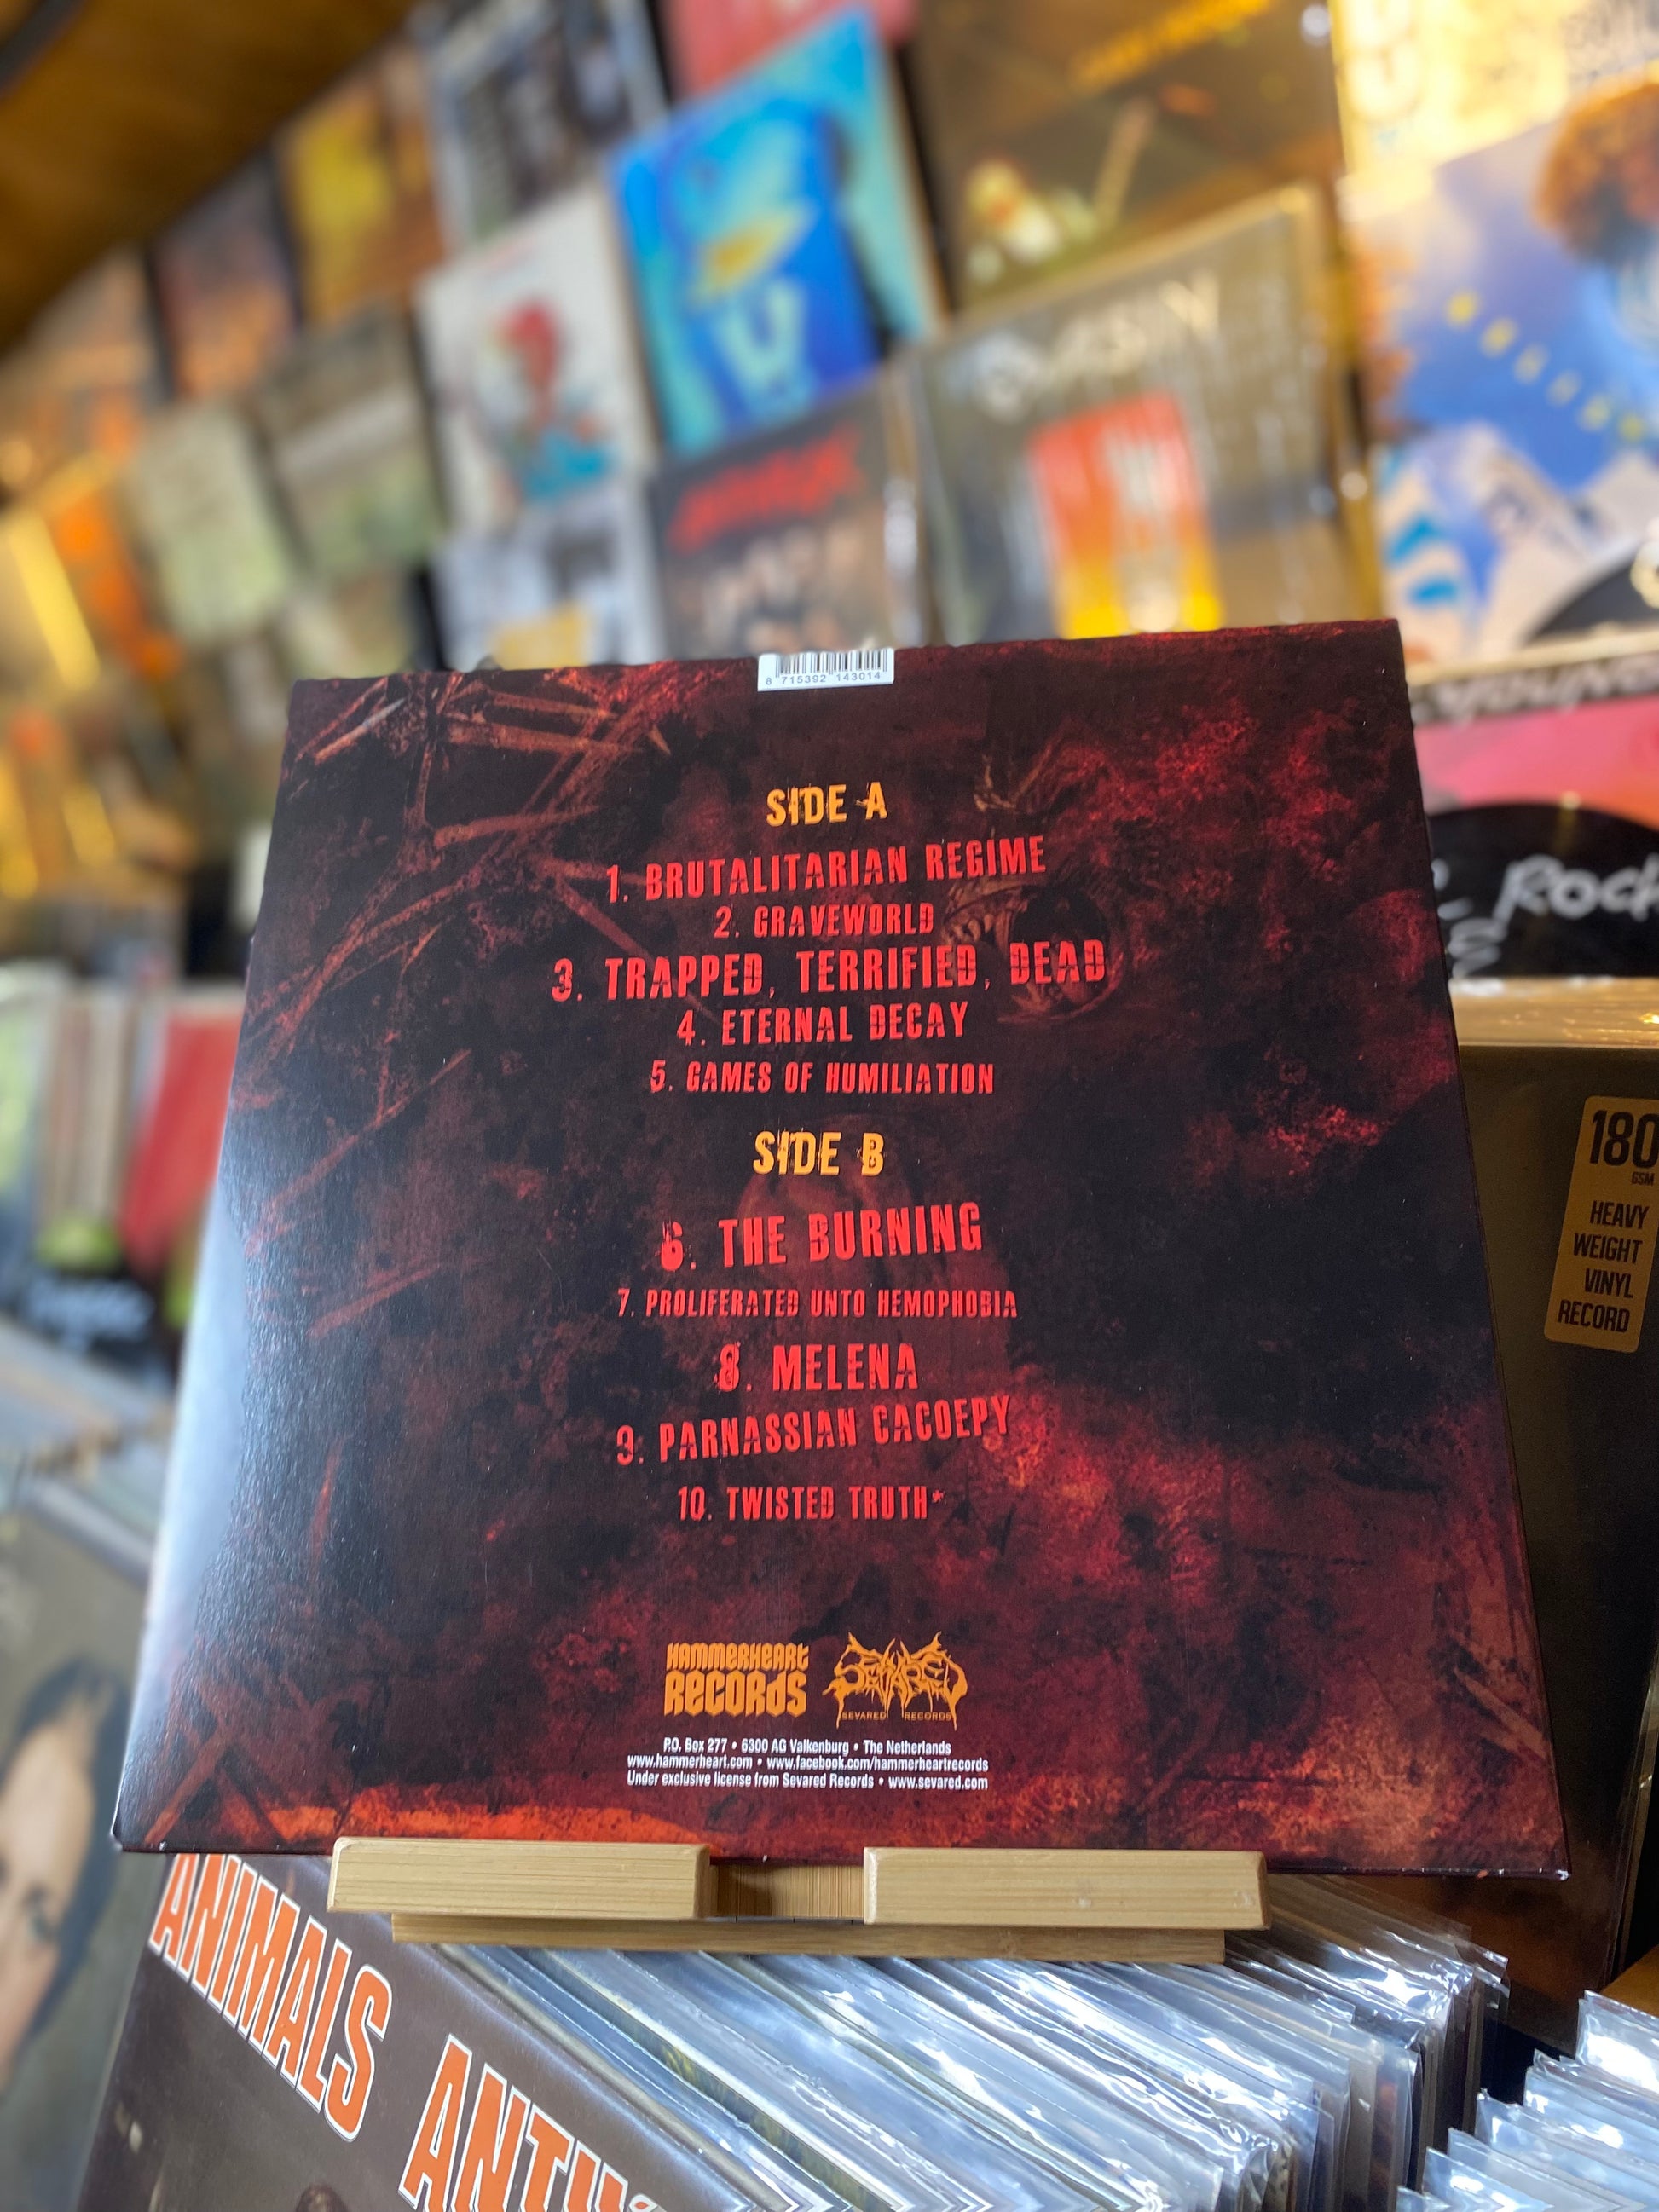 8 715392 143014
SIDE A
1. BRUTALITARIAN REGIME
2. GRAVEWORLD
3. TRAPPED, TERRIFIED, DEAD
4. ETERNAL DECAY
5. GAMES OF HUMILIATION
SIDE B
6. THE BURNING
7. PROLIFERATED UNTO HEMOPHOBIA
8. MELENA
9. PARNASSIAN CACOEPY
10. TWISTED TRUTH*
HAMMERHEART
RECORDS
SEVARED
SEVARED RECORDS
P.O. Box 277 • 6300 AG Valkenburg • The Netherlands
www.hammerheart.com • www.facebook.com/hammerheartrecords
Under exclusive license from Sevared Records • www.sevared.com
ROCK
180
GSM
HEAVY
WEIGHT
VINYL
RECORD
ANIMALS